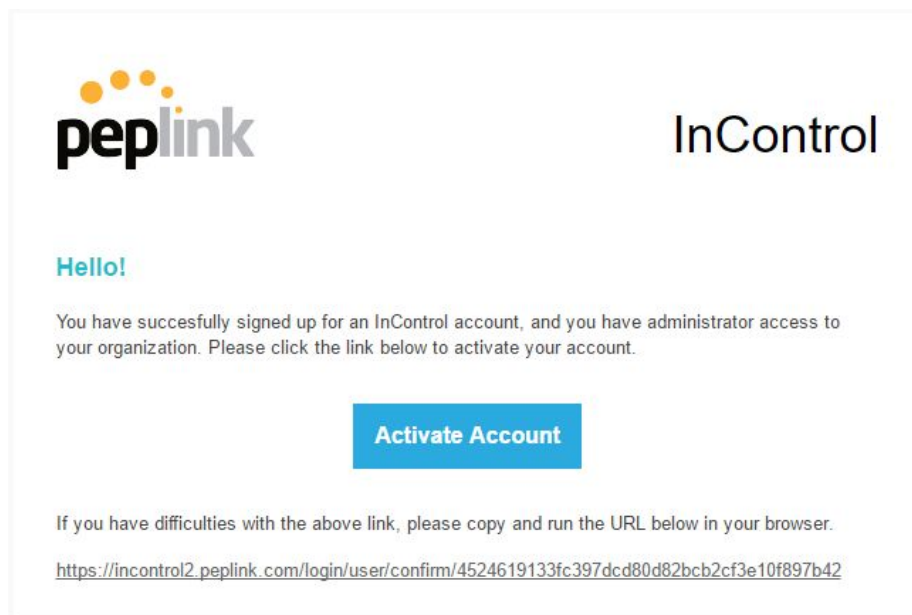 peplink
InControl
Hello!
You have succesfully signed up for an InControl account, and you have administrator access to
your organization. Please click the link below to activate your account.
Activate Account
If you have difficulties with the above link, please copy and run the URL below in your browser.
https://incontrol2.peplink.com/login/user/confirm/4524619133fc397dcd80d82bcb2cf3e10f897b42